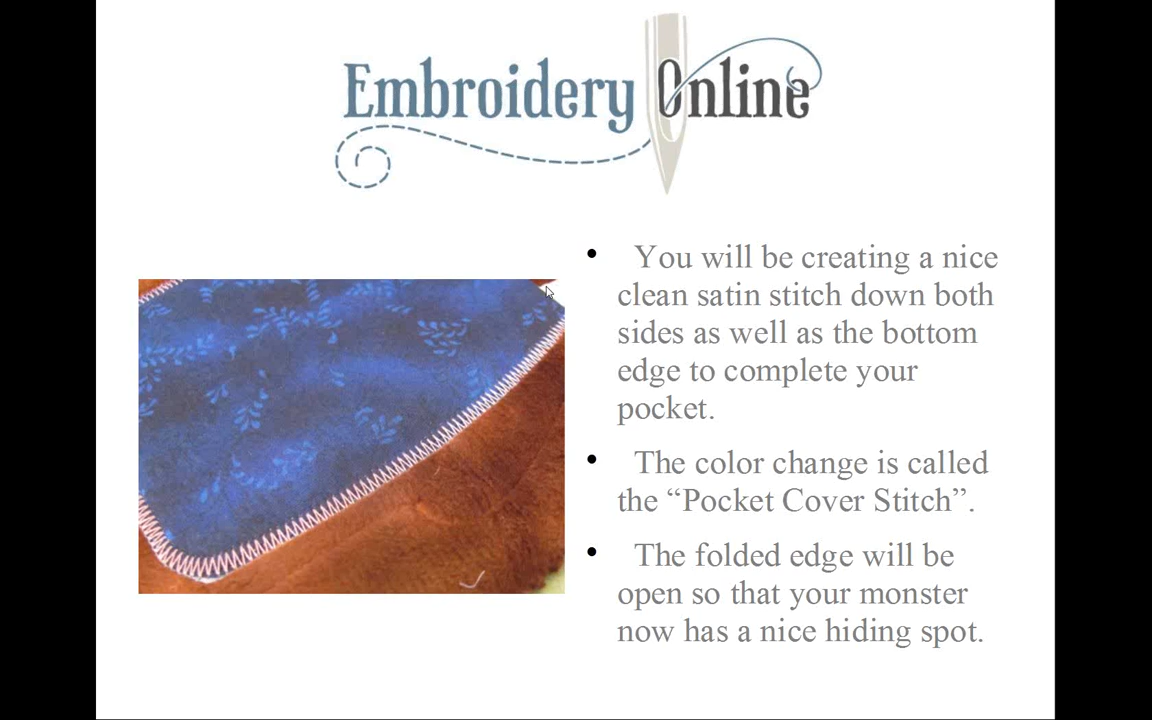 Embroidery Online
• You will be creating a nice
clean satin stitch down both
sides as well as the bottom
edge to complete your
pocket.
• The color change is called
the “Pocket Cover Stitch”.
• The folded edge will be
open so that your monster
now has a nice hiding spot.